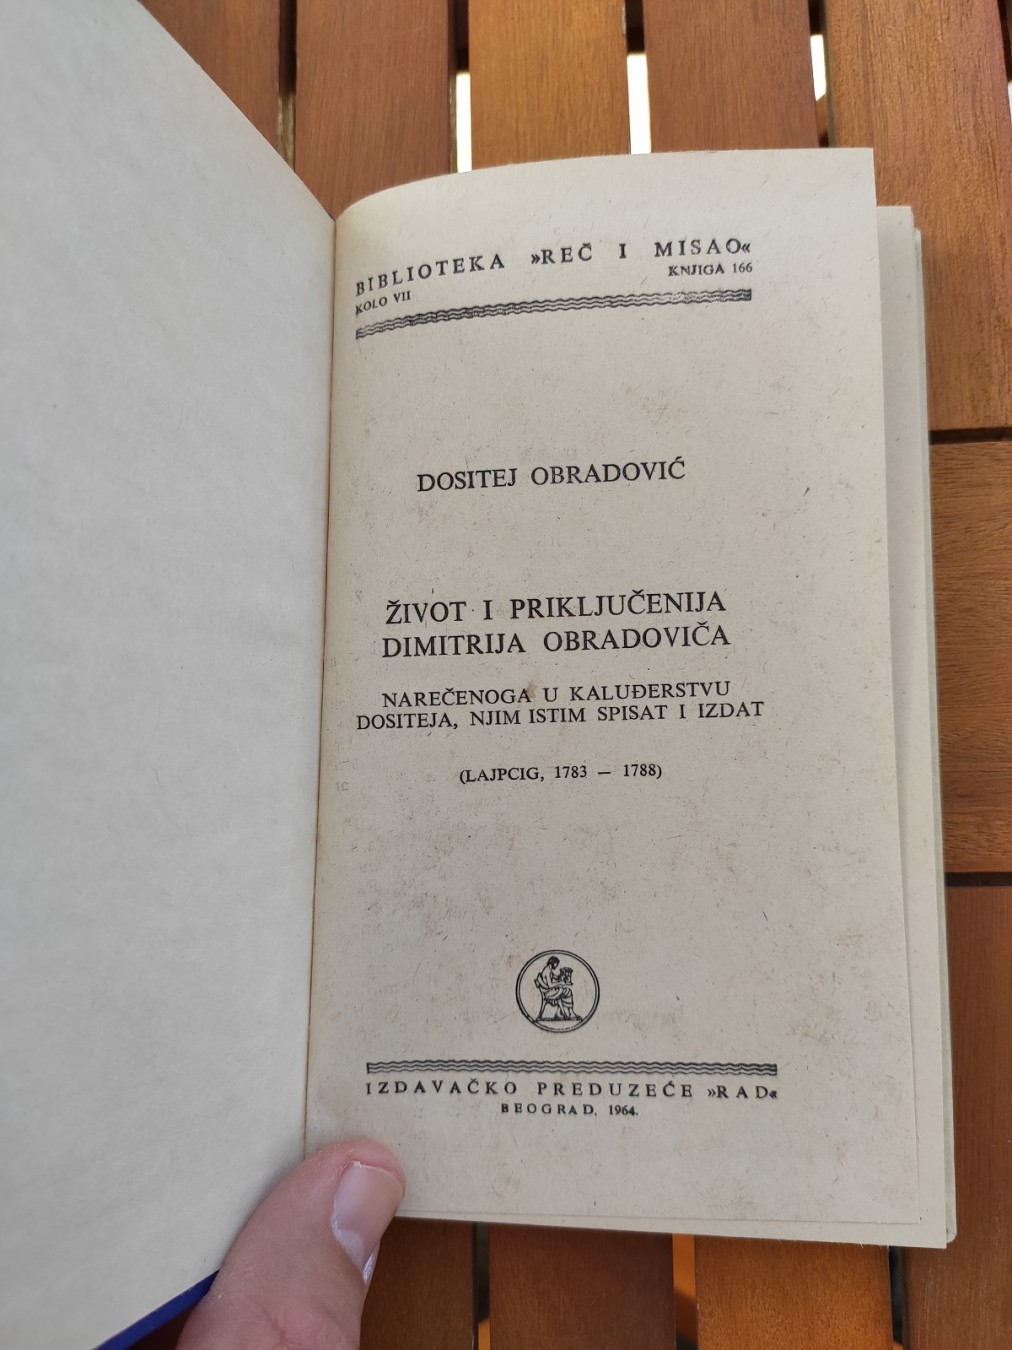 BIBLIOTEKA »REČ I MISAO«
KOLO VII KNJIGA 166
DOSITEJ OBRADOVIĆ
ŽIVOT I PRIKLJUČENIJA
DIMITRIJA OBRADOVIČA
NAREČENOGA U KALUĐERSTVU
DOSITEJA, NJIM ISTIM SPISAT I IZDAT
(LAJPCIG, 1783 — 1788)
IZDAVAČKO PREDUZEĆE »RAD«
BEOGRAD, 1964.